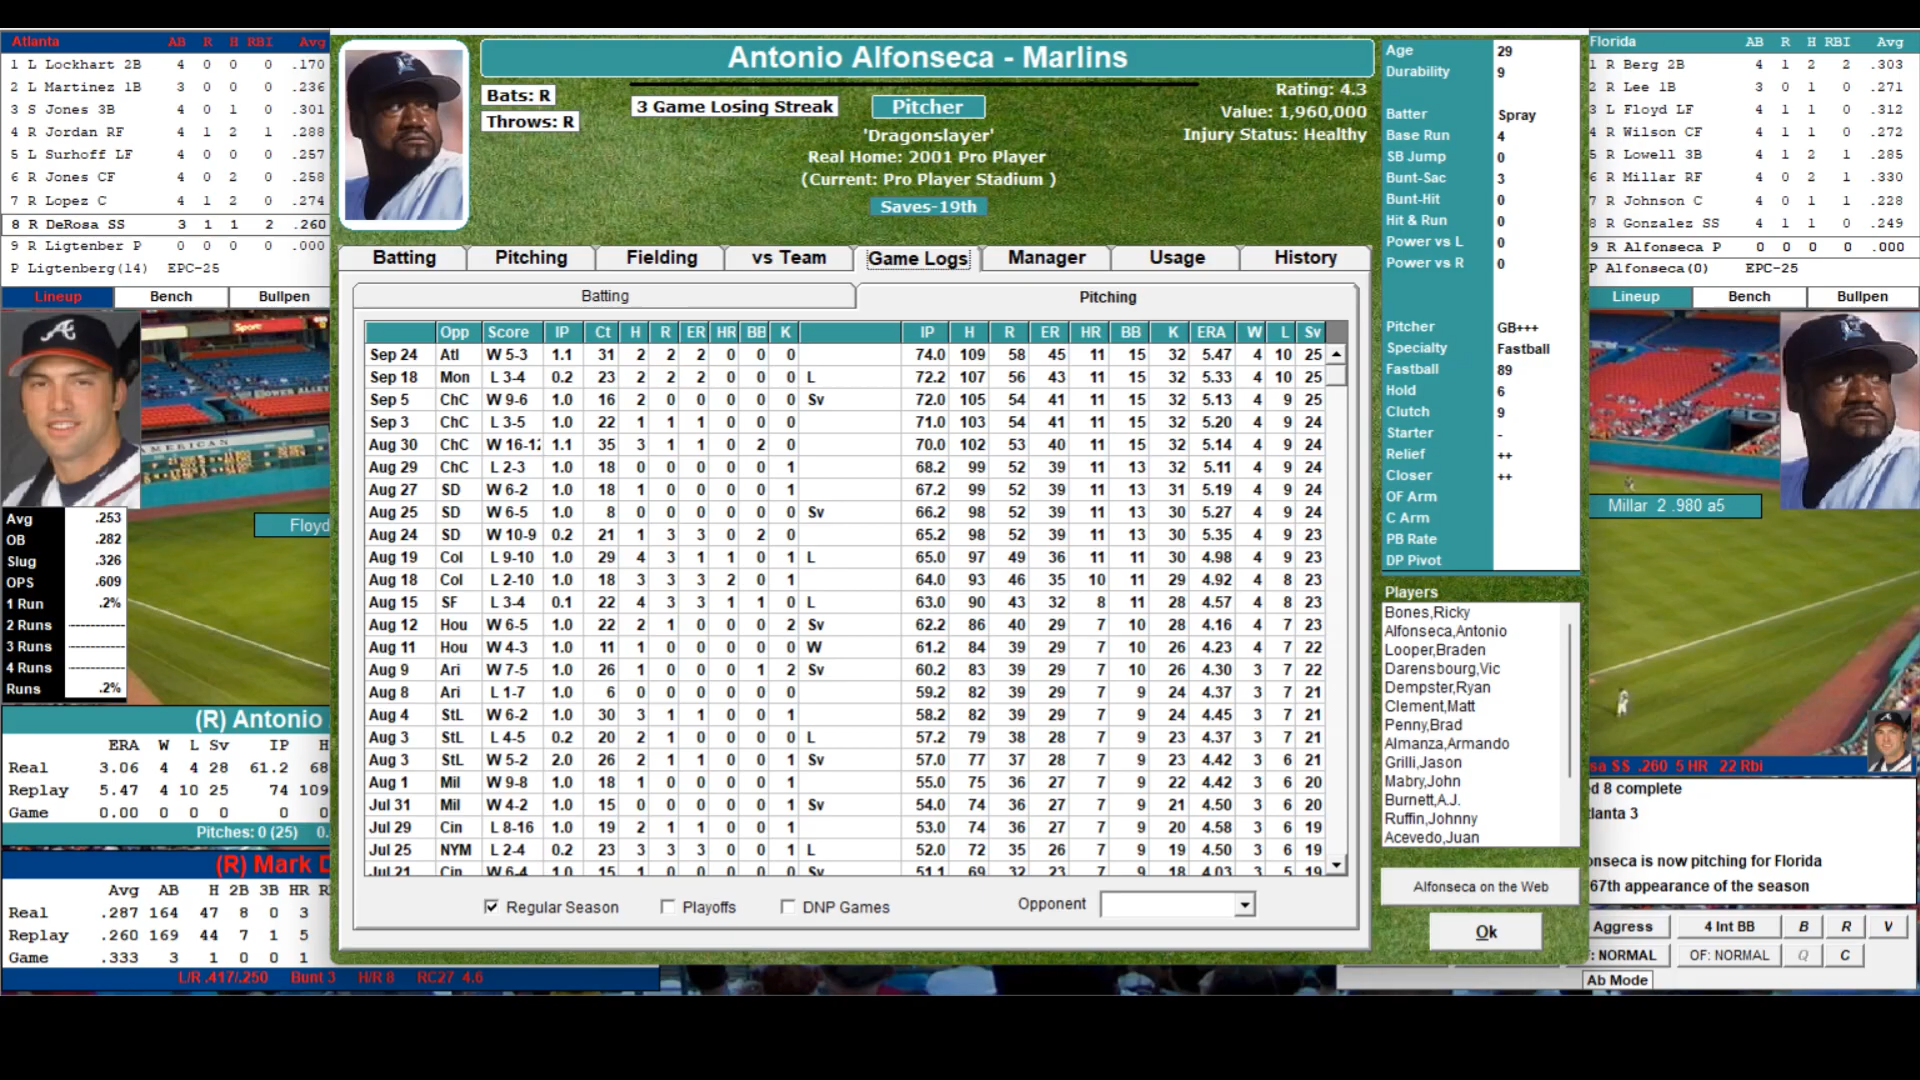 Atlanta AB R H RBI Avg
1 L Lockhart 2B 4 0 0 0 .170
2 L Martinez 1B 3 0 0 0 .236
3 S Jones 3B 4 0 1 0 .301
4 R Jordan RF 4 1 2 1 .288
5 L Surhoff LF 4 0 0 0 .257
6 R Jones CF 4 0 2 0 .258
7 R Lopez C 4 1 2 0 .274
8 R DeRosa SS 3 1 1 2 .260
9 R Ligtenber P 0 0 0 0 .000
P Ligtenberg(14) EPC-25
Lineup Bench Bullpen
Avg .253
OB .282
Slug .326
OPS .609
1 Run .2%
2 Runs -----------
3 Runs -----------
4 Runs -----------
Runs .2%
Floyd
(R) Antonio
ERA W L Sv IP H
Real 3.06 4 4 28 61.2 68
Replay 5.47 4 10 25 74 109
Game 0.00 0 0 0 0 0
Pitches: 0 (25) 0.
(R) Mark D
Avg AB H 2B 3B HR R
Real .287 164 47 8 0 3
Replay .260 169 44 7 1 5
Game .333 3 1 0 0 1
L/R .417/.250 Bunt 3 H/R 8 RC27 4.6
Antonio Alfonseca - Marlins
Bats: R
Throws: R
3 Game Losing Streak
Pitcher
'Dragonslayer'
Real Home: 2001 Pro Player
(Current: Pro Player Stadium )
Saves-19th
Rating: 4.3
Value: 1,960,000
Injury Status: Healthy
Batting Pitching Fielding vs Team Game Logs Manager Usage History
Batting Pitching
Opp Score IP Ct H R ER HR BB K IP H R ER HR BB K ERA W L Sv
Sep 24 Atl W 5-3 1.1 31 2 2 2 0 0 0 74.0 109 58 45 11 15 32 5.47 4 10 25
Sep 18 Mon L 3-4 0.2 23 2 2 2 0 0 0 L 72.2 107 56 43 11 15 32 5.33 4 10 25
Sep 5 ChC W 9-6 1.0 16 2 0 0 0 0 0 Sv 72.0 105 54 41 11 15 32 5.13 4 9 25
Sep 3 ChC L 3-5 1.0 22 1 1 1 0 0 0 71.0 103 54 41 11 15 32 5.20 4 9 24
Aug 30 ChC W 16-12 1.1 35 3 1 1 0 2 0 70.0 102 53 40 11 15 32 5.14 4 9 24
Aug 29 ChC L 2-3 1.0 18 0 0 0 0 0 1 68.2 99 52 39 11 13 32 5.11 4 9 24
Aug 27 SD W 6-2 1.0 18 1 0 0 0 0 1 67.2 99 52 39 11 13 31 5.19 4 9 24
Aug 25 SD W 6-5 1.0 8 0 0 0 0 0 0 Sv 66.2 98 52 39 11 13 30 5.27 4 9 24
Aug 24 SD W 10-9 0.2 21 1 3 3 0 2 0 65.2 98 52 39 11 13 30 5.35 4 9 23
Aug 19 Col L 9-10 1.0 29 4 3 1 1 0 1 L 65.0 97 49 36 11 11 30 4.98 4 9 23
Aug 18 Col L 2-10 1.0 18 3 3 3 2 0 1 64.0 93 46 35 10 11 29 4.92 4 8 23
Aug 15 SF L 3-4 0.1 22 4 3 3 1 1 0 L 63.0 90 43 32 8 11 28 4.57 4 8 23
Aug 12 Hou W 6-5 1.0 22 2 1 0 0 0 2 Sv 62.2 86 40 29 7 10 28 4.16 4 7 23
Aug 11 Hou W 4-3 1.0 11 1 0 0 0 0 0 W 61.2 84 39 29 7 10 26 4.23 4 7 22
Aug 9 Ari W 7-5 1.0 26 1 0 0 0 1 2 Sv 60.2 83 39 29 7 10 26 4.30 3 7 22
Aug 8 Ari L 1-7 1.0 6 0 0 0 0 0 0 59.2 82 39 29 7 9 24 4.37 3 7 21
Aug 4 StL W 6-2 1.0 30 3 1 1 0 0 1 58.2 82 39 29 7 9 24 4.45 3 7 21
Aug 3 StL L 4-5 0.2 20 2 1 0 0 0 0 L 57.2 79 38 28 7 9 23 4.37 3 7 21
Aug 3 StL W 5-2 2.0 26 2 1 1 0 0 1 Sv 57.0 77 37 28 7 9 23 4.42 3 6 21
Aug 1 Mil W 9-8 1.0 18 1 0 0 0 0 1 55.0 75 36 27 7 9 22 4.42 3 6 20
Jul 31 Mil W 4-2 1.0 15 0 0 0 0 0 1 Sv 54.0 74 36 27 7 9 21 4.50 3 6 20
Jul 29 Cin L 8-16 1.0 19 2 1 1 0 0 1 53.0 74 36 27 7 9 20 4.58 3 6 19
Jul 25 NYM L 2-4 0.2 23 3 3 3 0 0 1 L 52.0 72 35 26 7 9 19 4.50 3 6 19
Jul 21 Cin W 6-4 1.0 15 1 0 0 0 0 0 Sv 51.1 69 32 23 7 9 18 4.03 3 5 19
Regular Season Playoffs DNP Games Opponent
Age 29
Durability 9
Batter Spray
Base Run 4
SB Jump 0
Bunt-Sac 3
Bunt-Hit 0
Hit & Run 0
Power vs L 0
Power vs R 0
Pitcher GB+++
Specialty Fastball
Fastball 89
Hold 6
Clutch 9
Starter -
Relief ++
Closer ++
OF Arm
C Arm
PB Rate
DP Pivot
Players
Bones,Ricky
Alfonseca,Antonio
Looper,Braden
Darensbourg,Vic
Dempster,Ryan
Clement,Matt
Penny,Brad
Almanza,Armando
Grilli,Jason
Mabry,John
Burnett,A.J.
Ruffin,Johnny
Acevedo,Juan
Alfonseca on the Web
Ok
Florida AB R H RBI Avg
1 R Berg 2B 4 1 2 2 .303
2 R Lee 1B 3 0 1 0 .271
3 L Floyd LF 4 1 1 0 .312
4 R Wilson CF 4 0 1 0 .272
5 R Lowell 3B 4 1 2 1 .285
6 R Millar RF 4 0 2 1 .330
7 R Johnson C 4 0 1 1 .228
8 R Gonzalez SS 4 1 1 0 .249
9 R Alfonseca P 0 0 0 0 .000
P Alfonseca(0) EPC-25
Lineup Bench Bullpen
Millar 2 .980 a5
sa SS .260 5 HR 22 Rbi
d 8 complete
tlanta 3
onseca is now pitching for Florida
67th appearance of the season
Aggress 4 Int BB B R V
: NORMAL OF: NORMAL Q C
Ab Mode